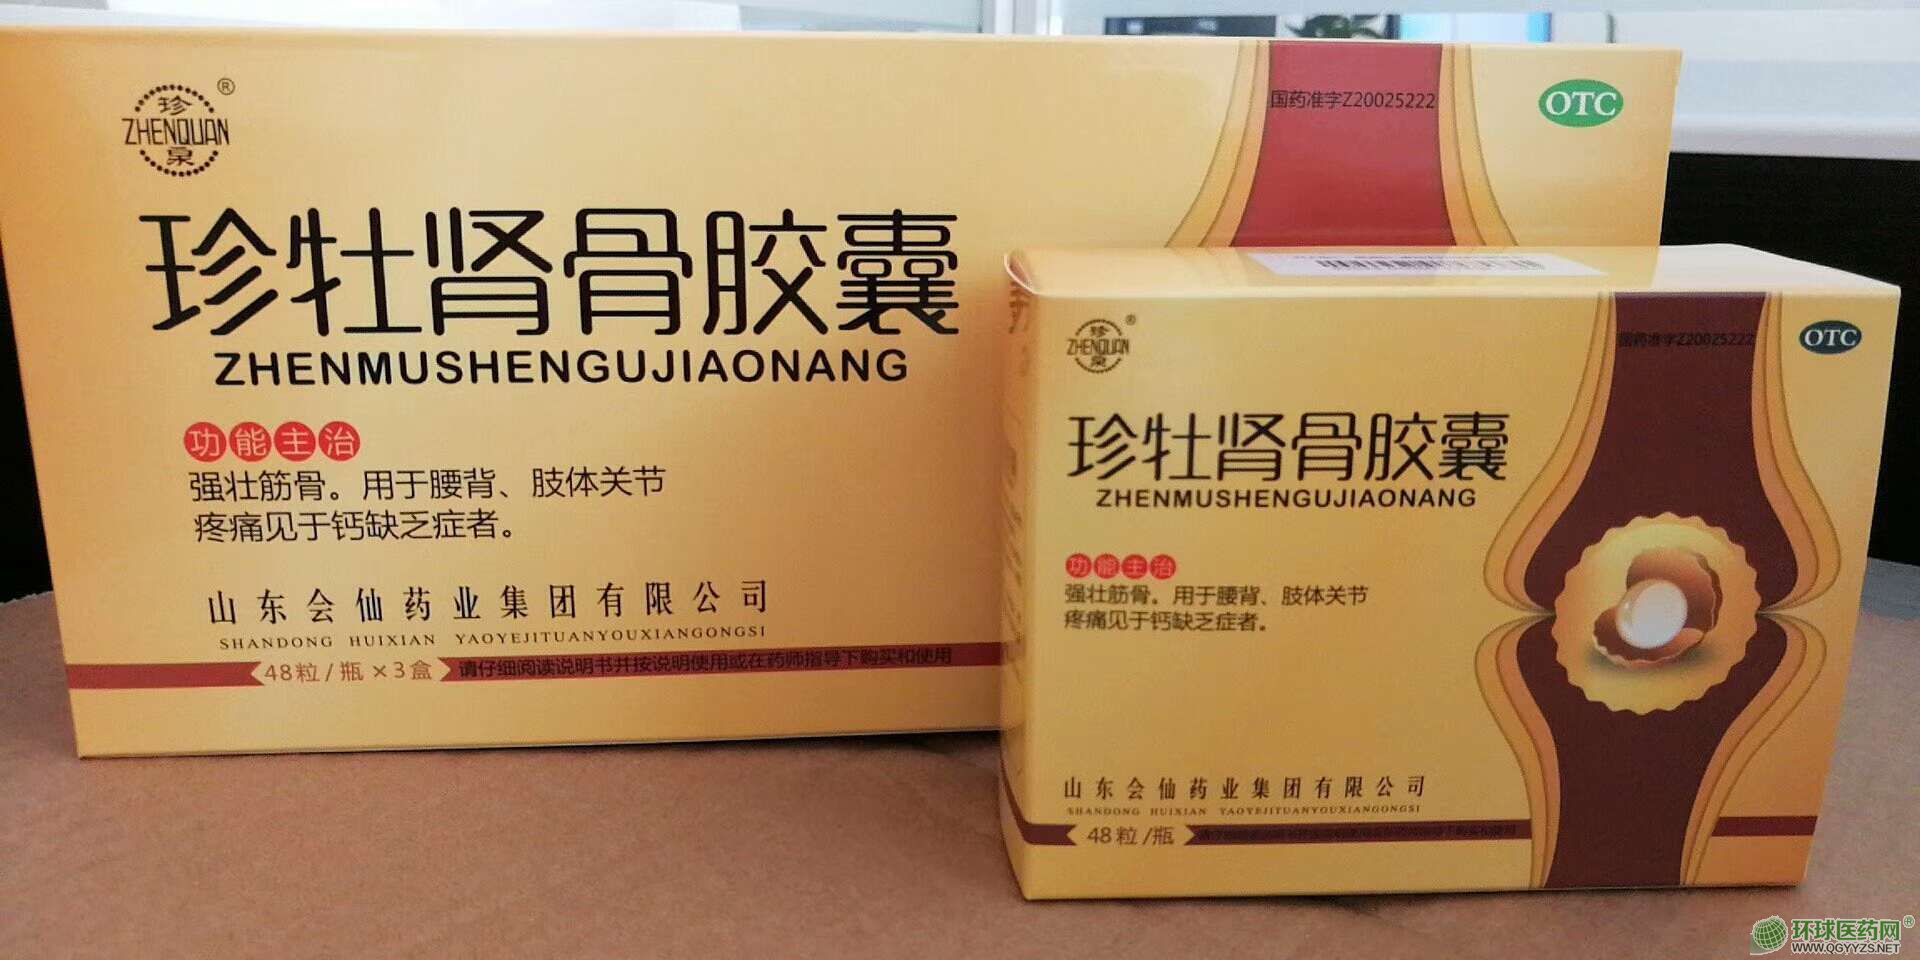 珍
®
ZHENQUAN
泉
国药准字Z20025222
OTC
珍牡肾骨胶囊
ZHENMUSHENGUJIAONANG
功能主治
强壮筋骨。用于腰背、肢体关节
疼痛见于钙缺乏症者。
山东会仙药业集团有限公司
SHANDONG HUIXIAN YAOYEJITUANYOUXIANGONGSI
48粒/瓶×3盒
请仔细阅读说明书并按说明使用或在药师指导下购买和使用
珍
®
ZHENQUAN
泉
国药准字Z20025222
OTC
珍牡肾骨胶囊
ZHENMUSHENGUJIAONANG
功能主治
强壮筋骨。用于腰背、肢体关节
疼痛见于钙缺乏症者。
山东会仙药业集团有限公司
SHANDONG HUIXIAN YAOYEJITUANYOUXIANGONGSI
48粒/瓶
环球医药网®
WWW.QGYYZS.NET